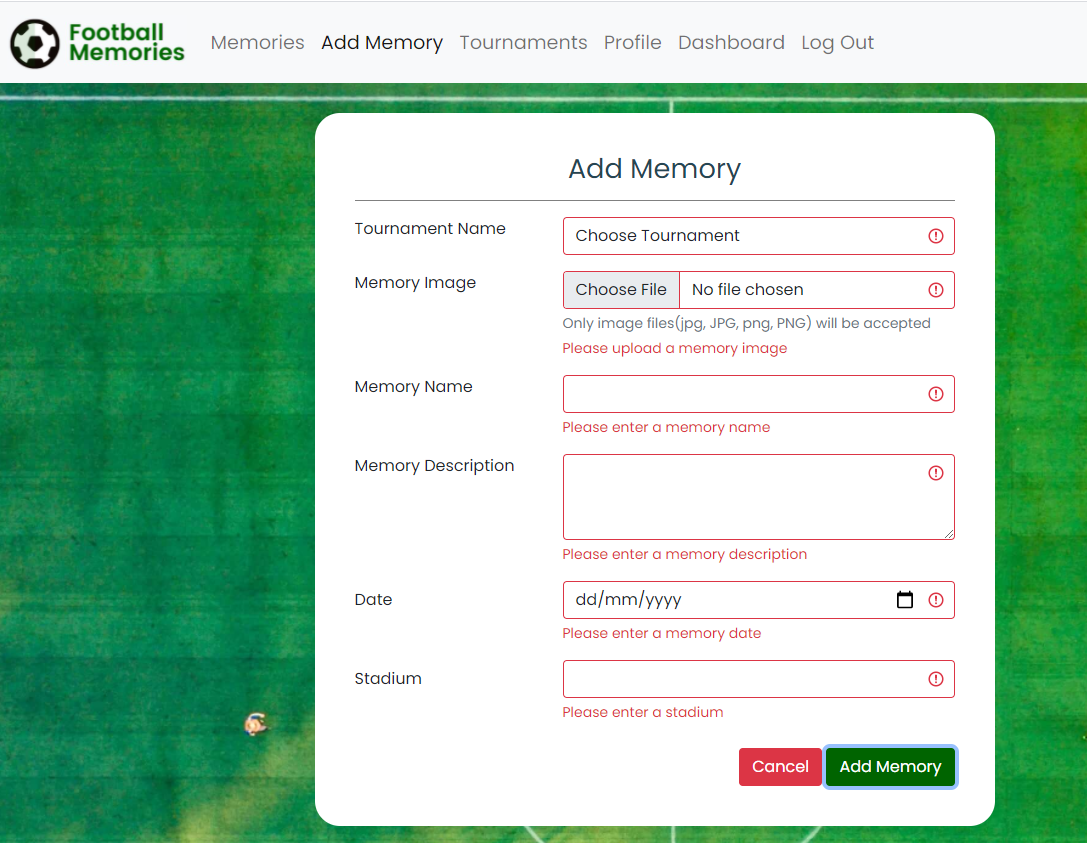 Football
Memories
Memories Add Memory Tournaments Profile Dashboard Log Out
Add Memory
Tournament Name
Choose Tournament
Memory Image
Choose File No file chosen
Only image files(jpg, JPG, png, PNG) will be accepted
Please upload a memory image
Memory Name
Please enter a memory name
Memory Description
Please enter a memory description
Date
dd/mm/yyyy
Please enter a memory date
Stadium
Please enter a stadium
Cancel Add Memory